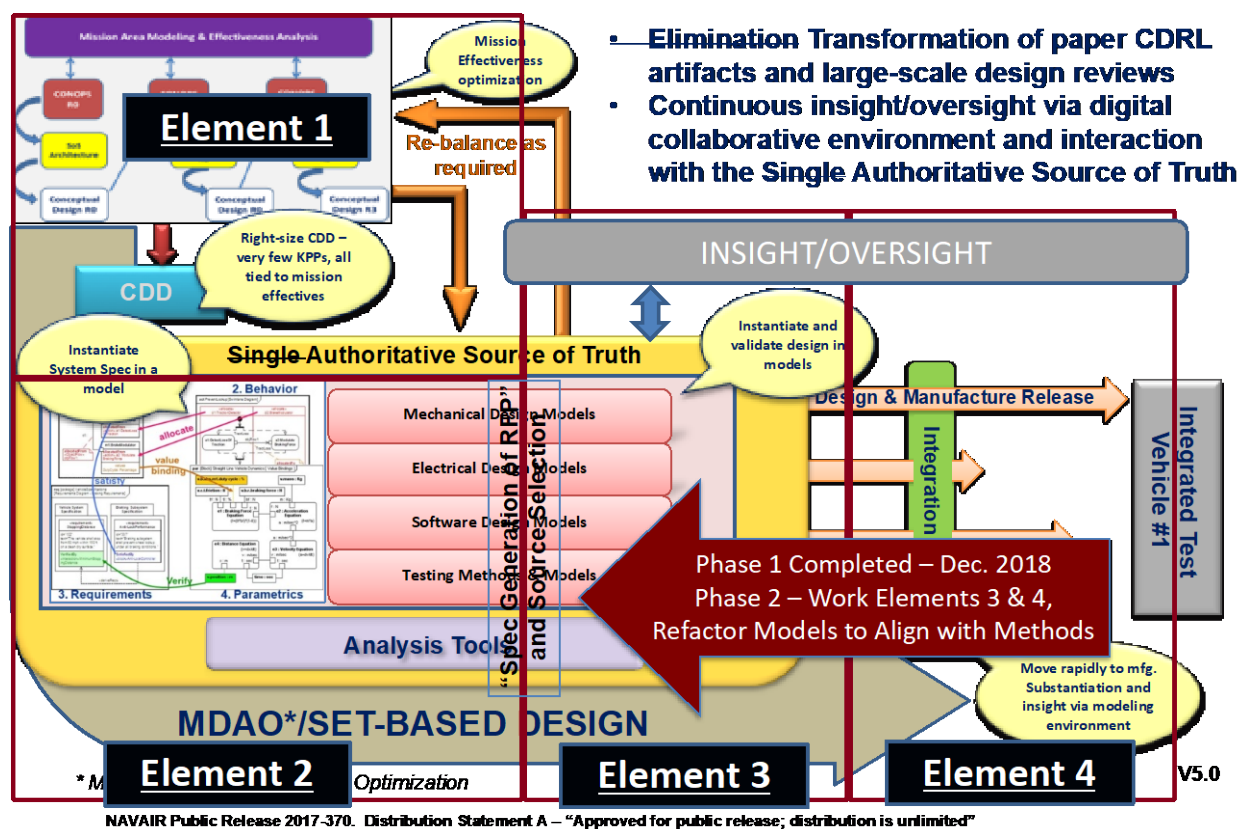 Mission Area Modeling & Effectiveness Analysis
Mission
Effectiveness
optimization
• Elimination Transformation of paper CDRL
artifacts and large-scale design reviews
• Continuous insight/oversight via digital
collaborative environment and interaction
with the Single Authoritative Source of Truth
CONOPS
R0
Element 1
SoS
Architecture
Conceptual
Design R0
Conceptual
Design R0
Conceptual
Design R3
Re-balance as
required
Right-size CDD –
very few KPPs, all
tied to mission
effectives
CDD
INSIGHT/OVERSIGHT
Instantiate
System Spec in a
model
Single Authoritative Source of Truth
Instantiate and
validate design in
models
2. Behavior
allocate
value
binding
satisfy
Verify
3. Requirements
4. Parametrics
Mechanical Design Models
Electrical Design Models
Software Design Models
Testing Methods & Models
“Spec Generation of RFP”
and Source-Selection
Analysis Tools
Design & Manufacture Release
Integration
Integrated Test
Vehicle #1
Phase 1 Completed – Dec. 2018
Phase 2 – Work Elements 3 & 4,
Refactor Models to Align with Methods
Move rapidly to mfg.
Substantiation and
insight via modeling
environment
MDAO*/SET-BASED DESIGN
Element 2
Element 3
Element 4
* M
Optimization
V5.0
NAVAIR Public Release 2017-370. Distribution Statement A – “Approved for public release; distribution is unlimited”